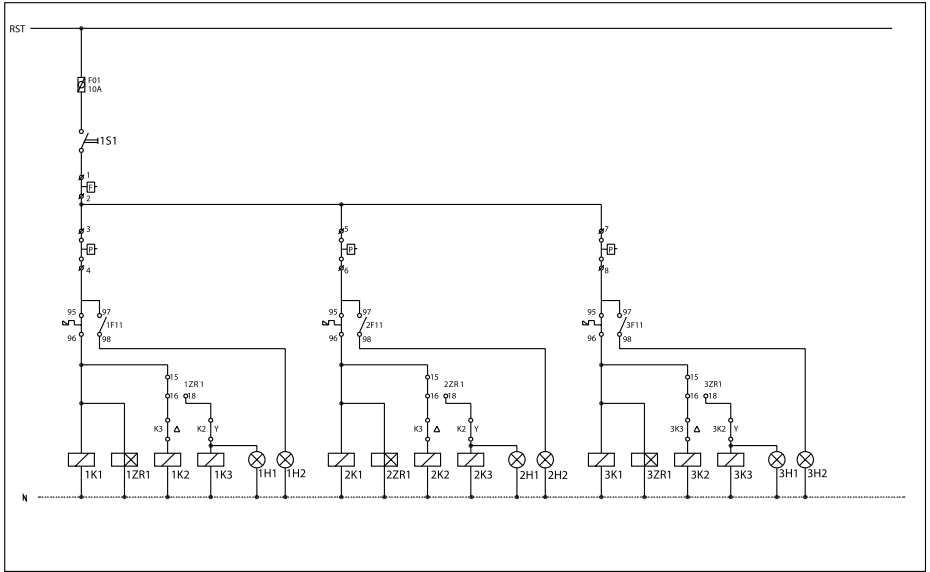 RST
F01
10A
1S1
1
F
2
3 5 7
P P P
4 6 8
95 97 95 97 95 97
1F11 2F11 3F11
96 98 96 98 96 98
15 15 15
1ZR1 2ZR1 3ZR1
16 18 16 18 16 18
K3 Δ K2 Y K3 Δ K2 Y 3K3 Δ 3K2 Y
1K1 1ZR1 1K2 1K3 1H1 1H2 2K1 2ZR1 2K2 2K3 2H1 2H2 3K1 3ZR1 3K2 3K3 3H1 3H2
N